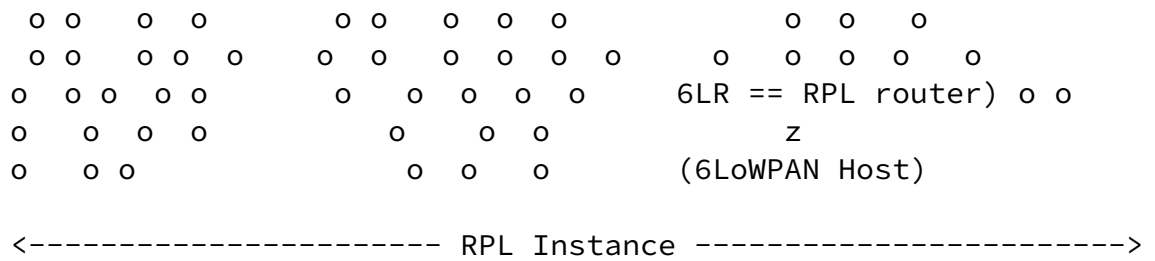 o o o o o o o o o o o o o
o o o o o o o o o o o o o o o o o
o o o o o o o o o o o 6LR == RPL router) o o
o o o o o o o z
o o o o o o (6LoWPAN Host)
<----------------------- RPL Instance ------------------------>